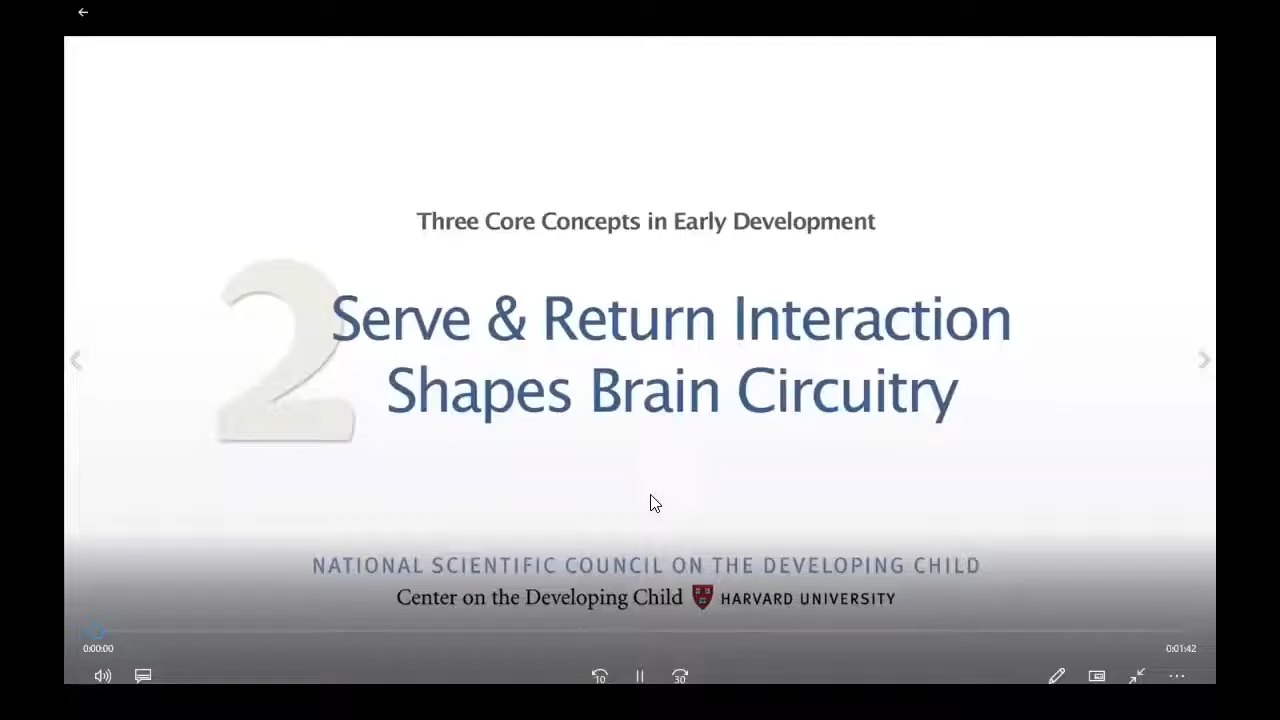 Three Core Concepts in Early Development
2
Serve & Return Interaction
Shapes Brain Circuitry
NATIONAL SCIENTIFIC COUNCIL ON THE DEVELOPING CHILD
Center on the Developing Child HARVARD UNIVERSITY
0:00:00 0:01:42
10 30